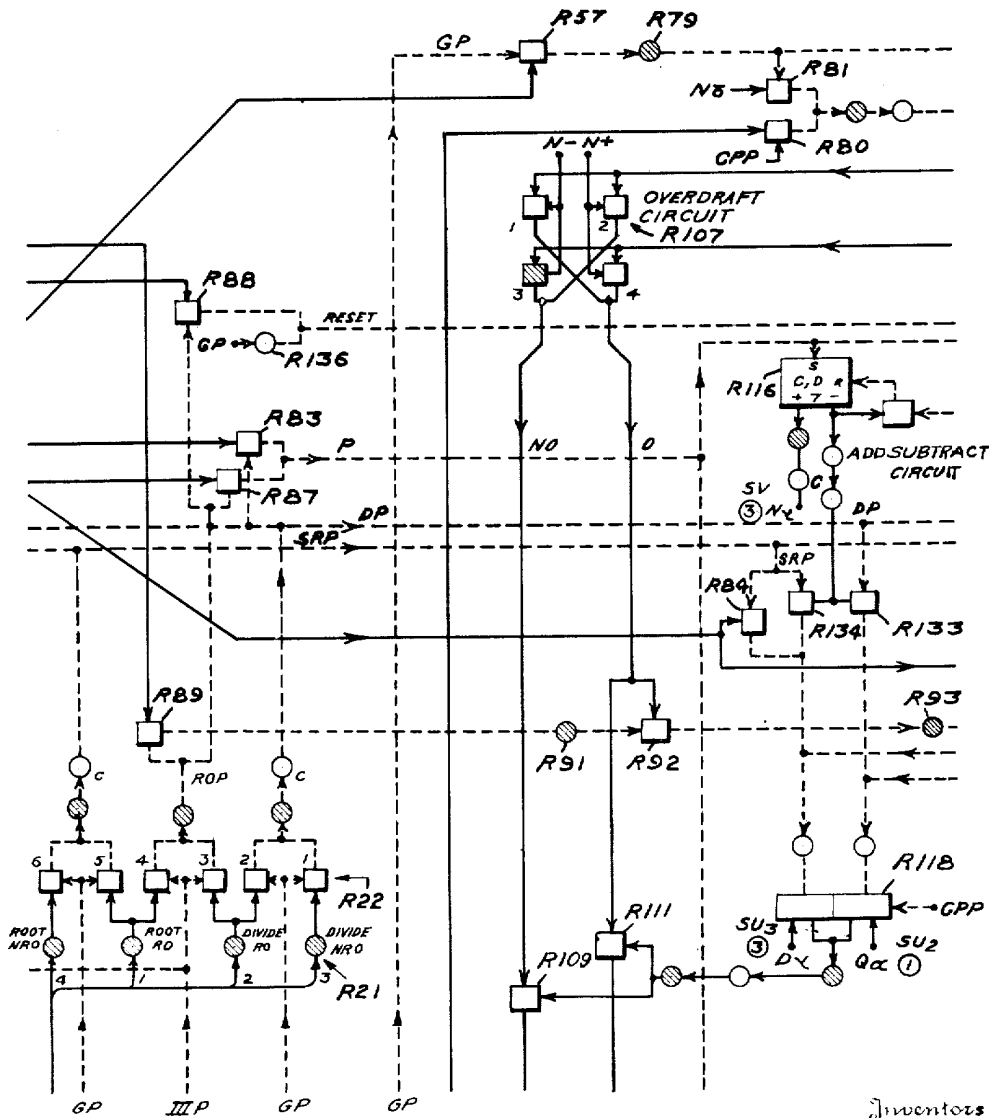 R57
R79
GP
R81
Nδ
R80
GPP
N- N+
OVERDRAFT
CIRCUIT
1
2
R107
3
4
R88
RESET
GP
R136
S
C, D R
+ 7 -
R116
R83
P
NO
O
ADD SUBTRACT
CIRCUIT
R87
C
SV
③ Nγ
DP
DP
SRP
SRP
R84
R134
R133
R89
R93
R91
R92
C
ROP
C
6
5
4
3
2
1
R118
R22
GPP
ROOT
NRO
ROOT
RO
DIVIDE
RO
DIVIDE
NRO
R111
SU3
③
Dγ
Qα
SU2
①
R109
R21
4
1
2
3
GP
III P
GP
GP
Inventors